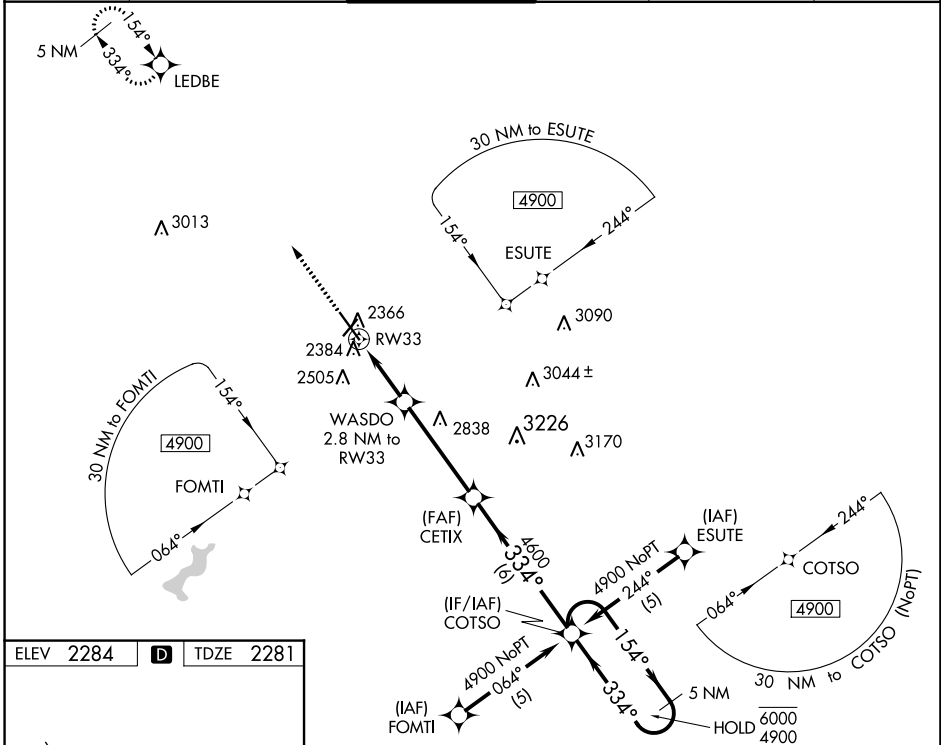 5 NM
154°
334°
LEDBE
30 NM to ESUTE
4900
154°
244°
ESUTE
3013
2366
RW33
2384
2505
3090
3044±
WASDO
2.8 NM to
RW33
2838
3226
3170
30 NM to FOMTI
154°
4900
FOMTI
064°
(FAF)
CETIX
4600
334°
(6)
(IAF)
ESUTE
4900 NoPT
244°
(5)
(IF/IAF)
COTSO
244°
COTSO
064°
4900
30 NM to COTSO (NoPT)
154°
334°
5 NM
HOLD 6000
4900
4900 NoPT
064°
(5)
(IAF)
FOMTI
ELEV 2284 D TDZE 2281